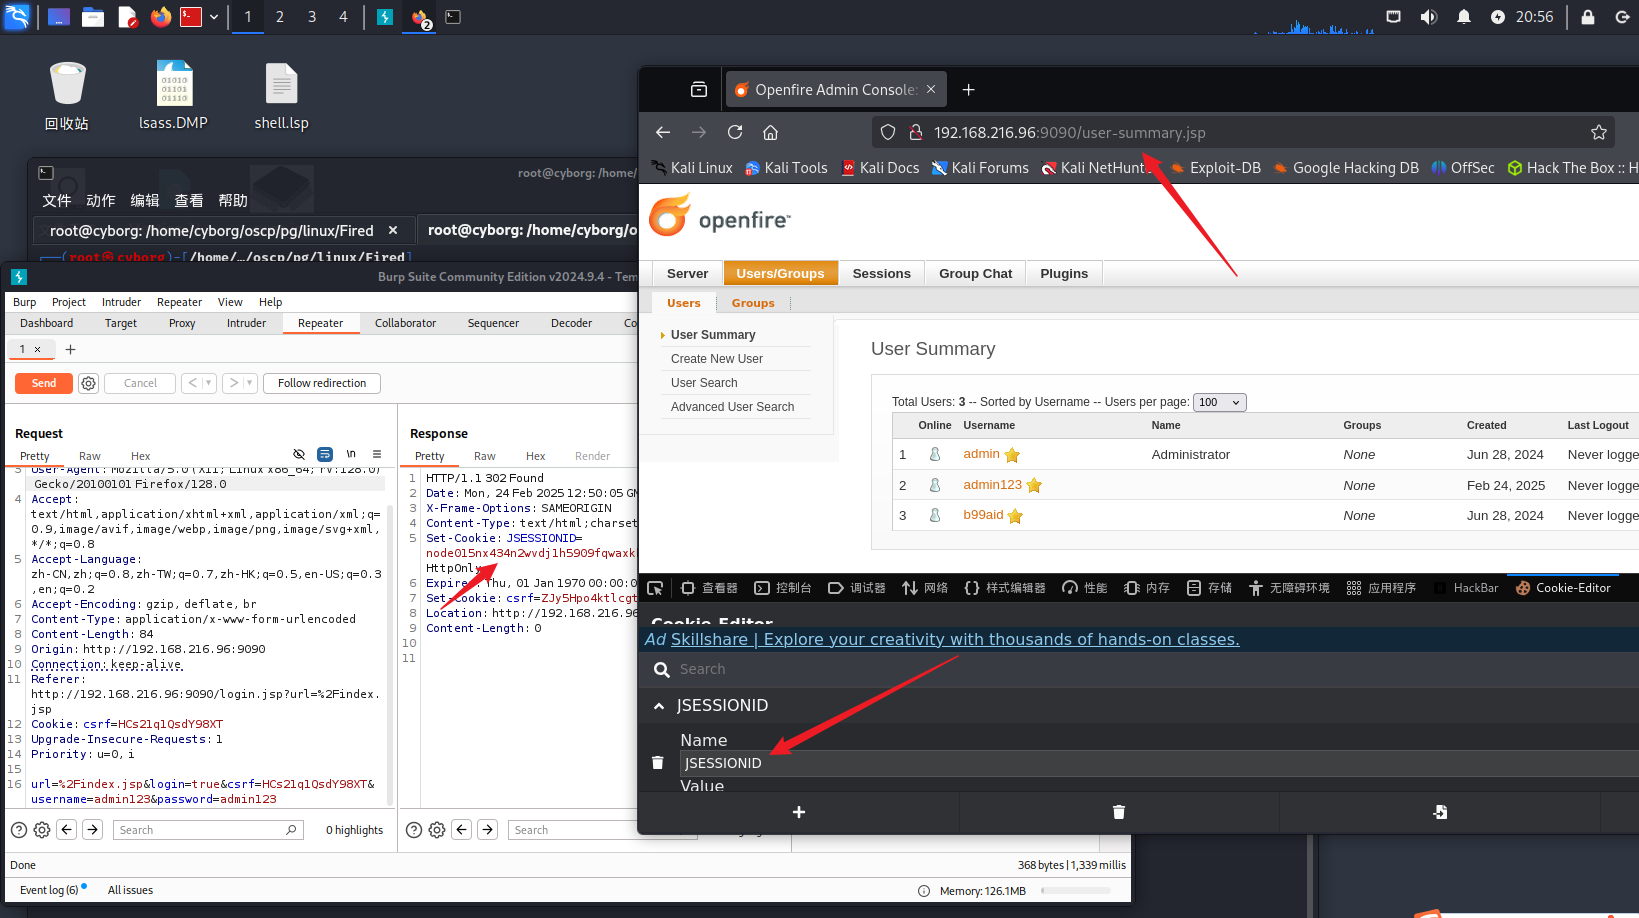 1
2
3
4
2
20:56
回收站
lsass.DMP
shell.lsp
root@cyborg: /home/
文件 动作 编辑 查看 帮助
root@cyborg: /home/cyborg/oscp/pg/linux/Fired ×
root@cyborg: /home/cyborg/o
(root㉿cyborg)-[/home/…/oscp/pg/linux/Fired]
Burp Suite Community Edition v2024.9.4 - Tem
Burp Project Intruder Repeater View Help
Dashboard Target Proxy Intruder Repeater Collaborator Sequencer Decoder Co
1 × +
Send Cancel < > Follow redirection
Request
Pretty Raw Hex \n
3 User-Agent: Mozilla/5.0 (X11; Linux x86_64; rv:128.0)
Gecko/20100101 Firefox/128.0
4 Accept:
text/html,application/xhtml+xml,application/xml;q=
0.9,image/avif,image/webp,image/png,image/svg+xml,
*/*;q=0.8
5 Accept-Language:
zh-CN,zh;q=0.8,zh-TW;q=0.7,zh-HK;q=0.5,en-US;q=0.3
,en;q=0.2
6 Accept-Encoding: gzip, deflate, br
7 Content-Type: application/x-www-form-urlencoded
8 Content-Length: 84
9 Origin: http://192.168.216.96:9090
10 Connection: keep-alive
11 Referer:
http://192.168.216.96:9090/login.jsp?url=%2Findex.
jsp
12 Cookie: csrf=HCs21q1QsdY98XT
13 Upgrade-Insecure-Requests: 1
14 Priority: u=0, i
15
16 url=%2Findex.jsp&login=true&csrf=HCs21q1QsdY98XT&
username=admin123&password=admin123
Search
0 highlights
Response
Pretty Raw Hex Render
1 HTTP/1.1 302 Found
2 Date: Mon, 24 Feb 2025 12:50:05 GM
3 X-Frame-Options: SAMEORIGIN
4 Content-Type: text/html;charset
5 Set-Cookie: JSESSIONID=
node015nx434n2wvdj1h5909fqwaxk
HttpOnly
6 Expires: Thu, 01 Jan 1970 00:00:0
7 Set-Cookie: csrf=ZJy5Hpo4ktlcgt
8 Location: http://192.168.216.96
9 Content-Length: 0
10
11
Search
Done
368 bytes | 1,339 millis
Event log (6) All issues
Memory: 126.1MB
Openfire Admin Console: ×
192.168.216.96:9090/user-summary.jsp
Kali Linux Kali Tools Kali Docs Kali Forums Kali NetHunte Exploit-DB Google Hacking DB OffSec Hack The Box :: H
openfire™
Server Users/Groups Sessions Group Chat Plugins
Users Groups
User Summary
Create New User
User Search
Advanced User Search
User Summary
Total Users: 3 -- Sorted by Username -- Users per page: 100
Online Username Name Groups Created Last Logout
1 admin Administrator None Jun 28, 2024 Never logge
2 admin123 None Feb 24, 2025 Never logge
3 b99aid None Jun 28, 2024 Never logge
查看器 控制台 调试器 网络 样式编辑器 性能 内存 存储 无障碍环境 应用程序 HackBar Cookie-Editor
Cookie-Editor
Ad Skillshare | Explore your creativity with thousands of hands-on classes.
Search
JSESSIONID
Name
JSESSIONID
Value